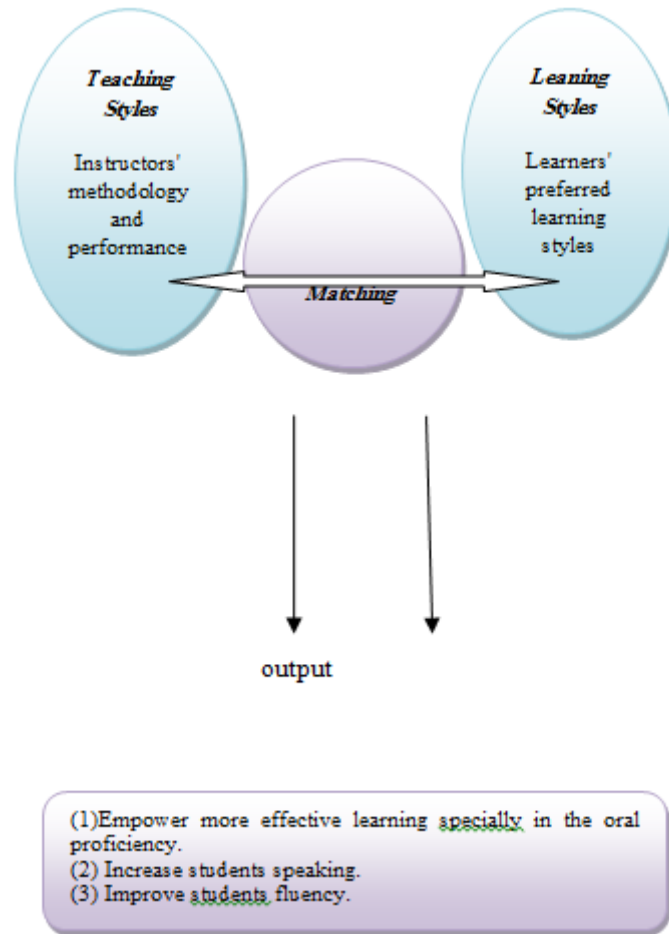 Teaching
Styles
Instructors'
methodology
and
performance
Leaning
Styles
Learners'
preferred
learning
styles
Matching
output
(1)Empower more effective learning specially in the oral
proficiency.
(2) Increase students speaking.
(3) Improve students fluency.